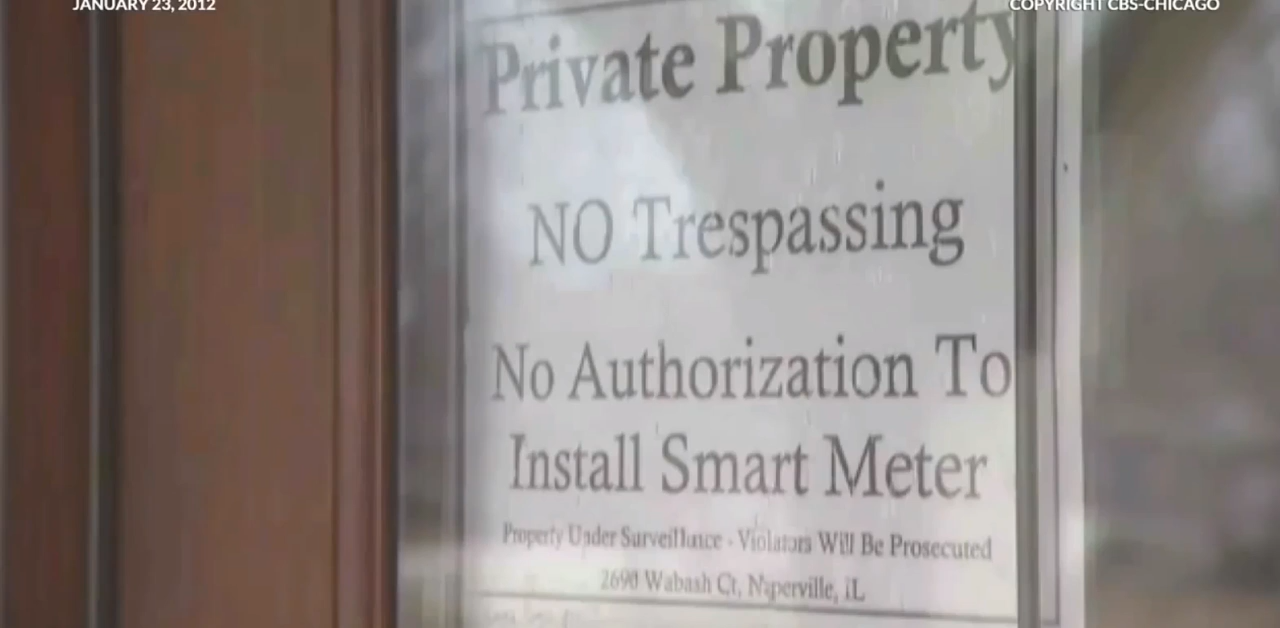 JANUARY 23, 2012
COPYRIGHT CBS-CHICAGO
Private Property
NO Trespassing
No Authorization To
Install Smart Meter
Property Under Surveillance - Violators Will Be Prosecuted
2690 Wabash Ct, Naperville, IL